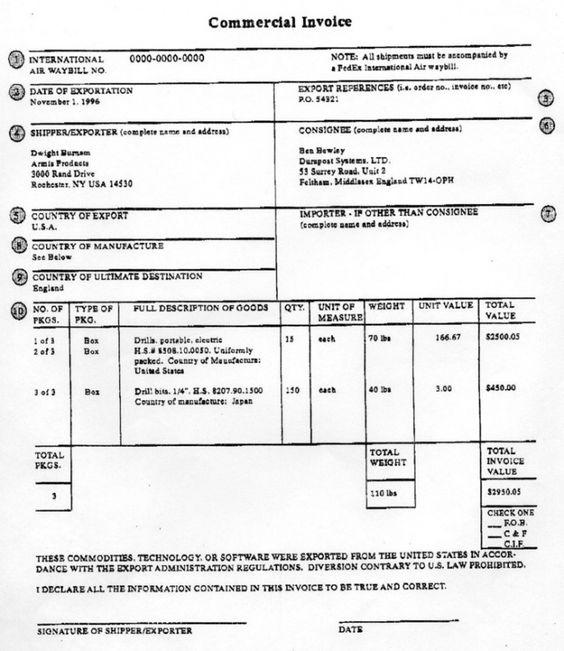 Commercial Invoice
1 INTERNATIONAL 0000-0000-0000
AIR WAYBILL NO.
NOTE: All shipments must be accompanied by
a FedEx International Air waybill.
2 DATE OF EXPORTATION
November 1, 1996
EXPORT REFERENCES (i.e. order no., invoice no., etc)
P.O. 54321
3
4 SHIPPER/EXPORTER (complete name and address)
Dwight Burnam
Armis Products
3000 Rand Drive
Rochester, NY USA 14530
CONSIGNEE (complete name and address)
6
Ben Bewley
Durapost Systems, LTD.
53 Surrey Road, Unit 2
Feltham, Middlesex England TW14-OPH
5 COUNTRY OF EXPORT
U.S.A.
IMPORTER - IF OTHER THAN CONSIGNEE
(complete name and address)
7
8 COUNTRY OF MANUFACTURE
See Below
9 COUNTRY OF ULTIMATE DESTINATION
England
10 NO. OF PKGS. TYPE OF PKG. FULL DESCRIPTION OF GOODS QTY. UNIT OF MEASURE WEIGHT UNIT VALUE TOTAL VALUE
1 of 3 Box Drills, portable, electric 15 each 70 lbs 166.67 $2500.05
2 of 3 Box H.S.# 8508.10.0050. Uniformly
packed. Country of Manufacture:
United States
3 of 3 Box Drill bits, 1/4". H.S. 8207.90.1500 150 each 40 lbs 3.00 $450.00
Country of manufacture: Japan
TOTAL PKGS. TOTAL WEIGHT TOTAL INVOICE VALUE
3 110 lbs $2950.05
CHECK ONE
F.O.B.
C & F
C.I.F.
THESE COMMODITIES, TECHNOLOGY, OR SOFTWARE WERE EXPORTED FROM THE UNITED STATES IN ACCOR-
DANCE WITH THE EXPORT ADMINISTRATION REGULATIONS. DIVERSION CONTRARY TO U.S. LAW PROHIBITED.
I DECLARE ALL THE INFORMATION CONTAINED IN THIS INVOICE TO BE TRUE AND CORRECT.
SIGNATURE OF SHIPPER/EXPORTER DATE